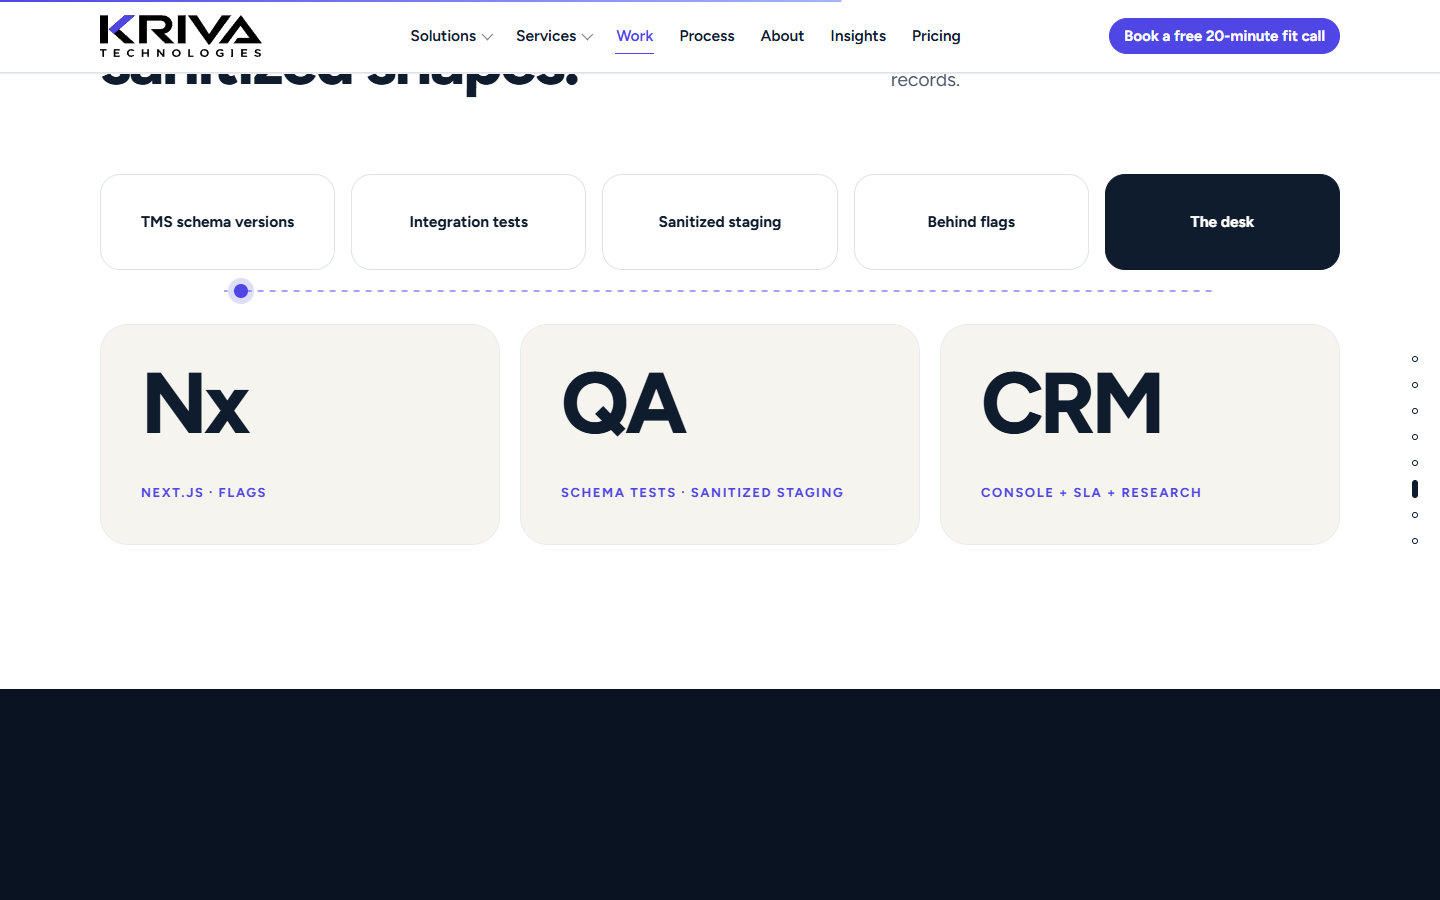 KRIVA
TECHNOLOGIES
Solutions
Services
Work
Process
About
Insights
Pricing
Book a free 20-minute fit call
sanitized shapes.
records.
TMS schema versions
Integration tests
Sanitized staging
Behind flags
The desk
Nx
NEXT.JS · FLAGS
QA
SCHEMA TESTS · SANITIZED STAGING
CRM
CONSOLE + SLA + RESEARCH